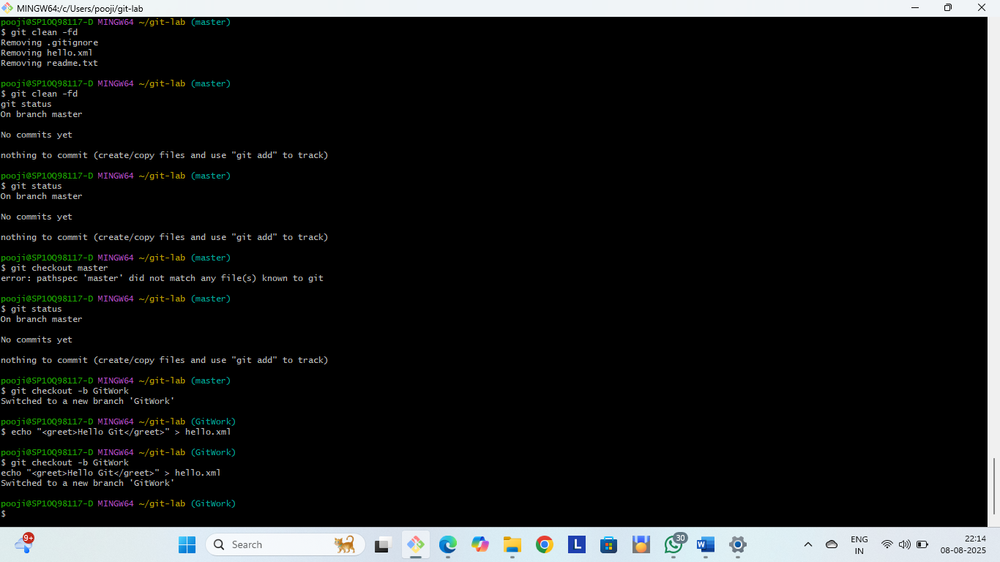 MINGW64:/c/Users/pooji/git-lab
pooji@SP1OQ98117-D MINGW64 ~/git-lab (master)
$ git clean -fd
Removing .gitignore
Removing hello.xml
Removing readme.txt
pooji@SP1OQ98117-D MINGW64 ~/git-lab (master)
$ git clean -fd
git status
On branch master
No commits yet
nothing to commit (create/copy files and use "git add" to track)
pooji@SP1OQ98117-D MINGW64 ~/git-lab (master)
$ git status
On branch master
No commits yet
nothing to commit (create/copy files and use "git add" to track)
pooji@SP1OQ98117-D MINGW64 ~/git-lab (master)
$ git checkout master
error: pathspec 'master' did not match any file(s) known to git
pooji@SP1OQ98117-D MINGW64 ~/git-lab (master)
$ git status
On branch master
No commits yet
nothing to commit (create/copy files and use "git add" to track)
pooji@SP1OQ98117-D MINGW64 ~/git-lab (master)
$ git checkout -b GitWork
Switched to a new branch 'GitWork'
pooji@SP1OQ98117-D MINGW64 ~/git-lab (GitWork)
$ echo "<greet>Hello Git</greet>" > hello.xml
pooji@SP1OQ98117-D MINGW64 ~/git-lab (GitWork)
$ git checkout -b GitWork
echo "<greet>Hello Git</greet>" > hello.xml
Switched to a new branch 'GitWork'
pooji@SP1OQ98117-D MINGW64 ~/git-lab (GitWork)
$
9+
Search
L
30
W
ENG
IN
22:14
08-08-2025